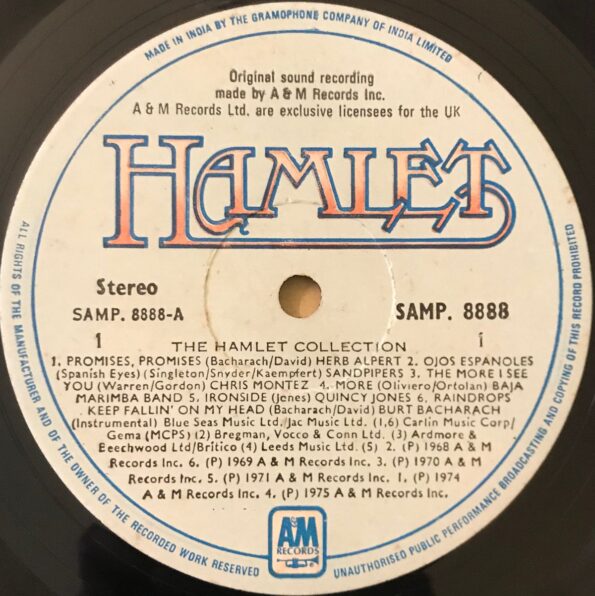 MADE IN INDIA BY THE GRAMOPHONE COMPANY OF INDIA LIMITED
Original sound recording
made by A & M Records Inc.
A & M Records Ltd. are exclusive licensees for the UK
HAMLET
Stereo
SAMP. 8888-A
SAMP. 8888
1
1
THE HAMLET COLLECTION
1. PROMISES, PROMISES (Bacharach/David) HERB ALPERT 2. OJOS ESPANOLES
(Spanish Eyes) (Singleton/Snyder/Kaempfert) SANDPIPERS 3. THE MORE I SEE
YOU (Warren/Gordon) CHRIS MONTEZ 4. MORE (Oliviero/Ortolan) BAJA
MARIMBA BAND 5. IRONSIDE (Jones) QUINCY JONES 6. RAINDROPS
KEEP FALLIN' ON MY HEAD (Bacharach/David) BURT BACHARACH
(Instrumental) Blue Seas Music Ltd./Jac Music Ltd. (1,6) Carlin Music Corp/
Gema (MCPS) (2) Bregman, Vocco & Conn Ltd. (3) Ardmore &
Beechwood Ltd/Britico (4) Leeds Music Ltd. (5) 2. (P) 1968 A & M
Records Inc. 6. (P) 1969 A & M Records Inc. 3. (P) 1970 A & M
Records Inc. 5. (P) 1971 A & M Records Inc. 1, (P) 1974
A & M Records Inc. 4. (P) 1975 A & M Records Inc.
A&M
RECORDS
ALL RIGHTS OF THE MANUFACTURER AND OF THE OWNER OF THE RECORDED WORK RESERVED
UNAUTHORISED PUBLIC PERFORMANCE BROADCASTING AND COPYING OF THIS RECORD PROHIBITED